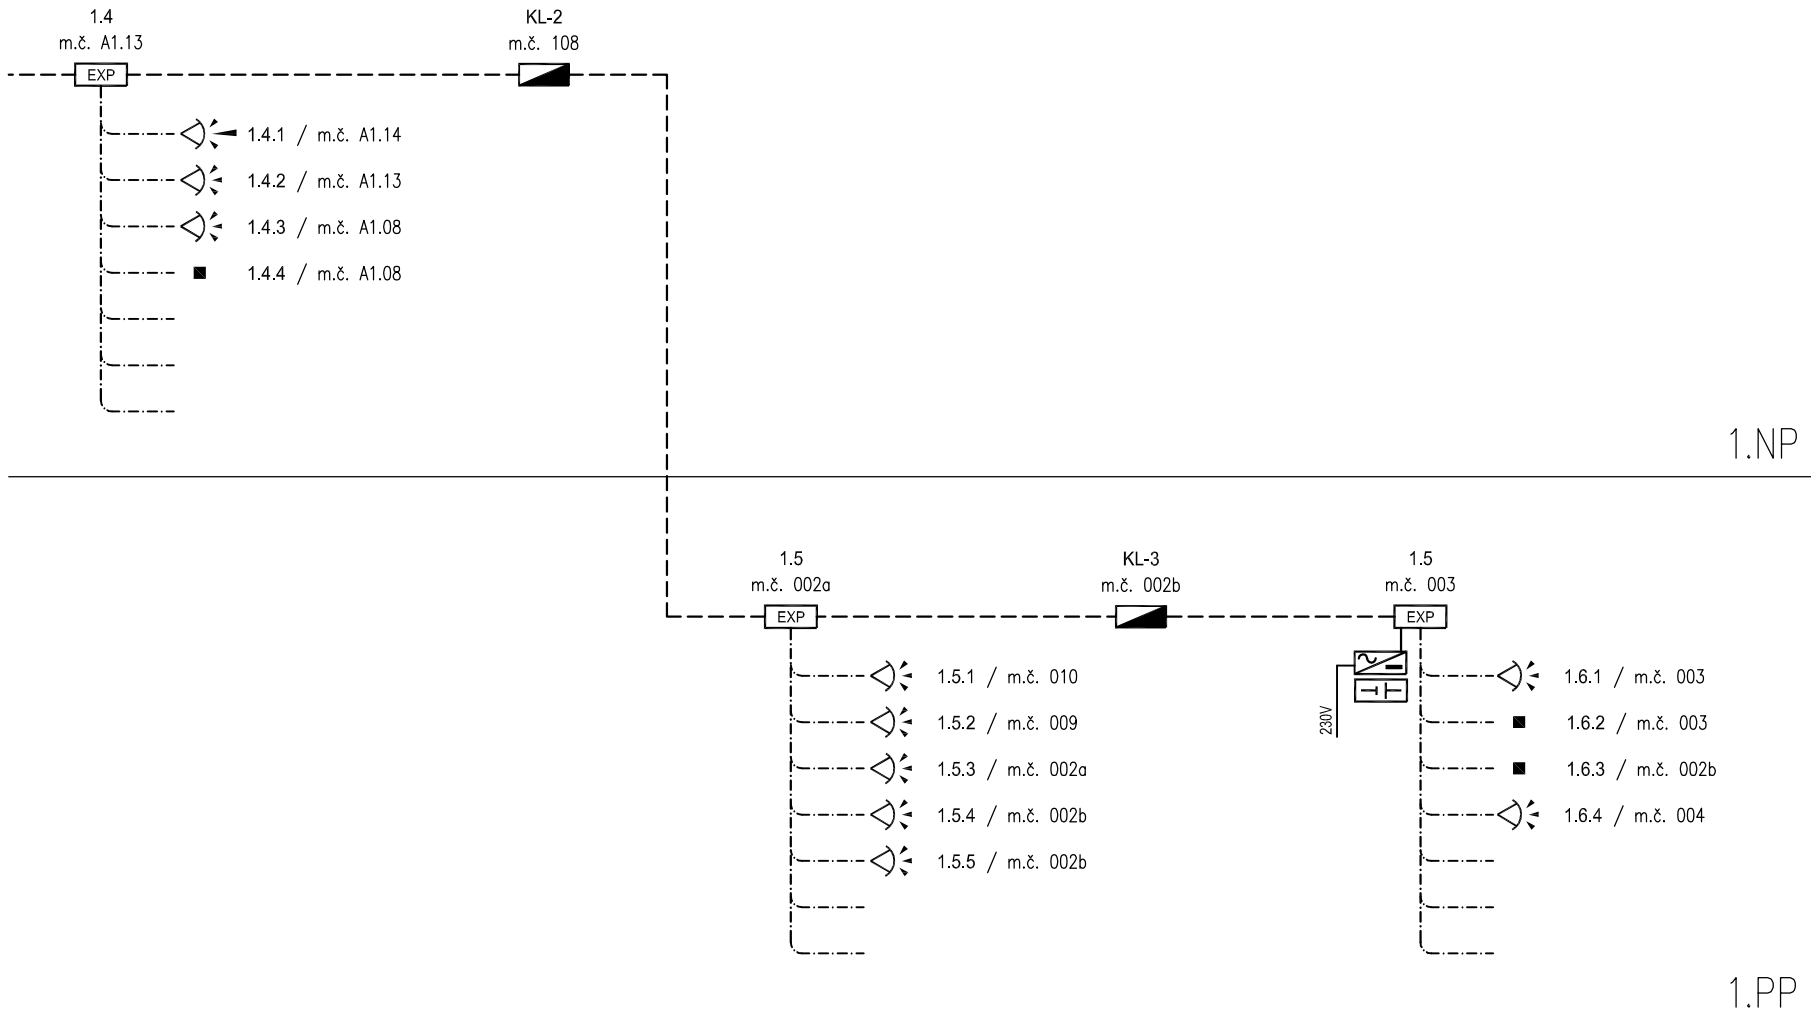 1.4
m.č. A1.13
EXP
KL-2
m.č. 108
1.4.1 / m.č. A1.14
1.4.2 / m.č. A1.13
1.4.3 / m.č. A1.08
1.4.4 / m.č. A1.08
1.NP
1.5
m.č. 002a
EXP
KL-3
m.č. 002b
1.5
m.č. 003
EXP
230V
1.5.1 / m.č. 010
1.5.2 / m.č. 009
1.5.3 / m.č. 002a
1.5.4 / m.č. 002b
1.5.5 / m.č. 002b
1.6.1 / m.č. 003
1.6.2 / m.č. 003
1.6.3 / m.č. 002b
1.6.4 / m.č. 004
1.PP